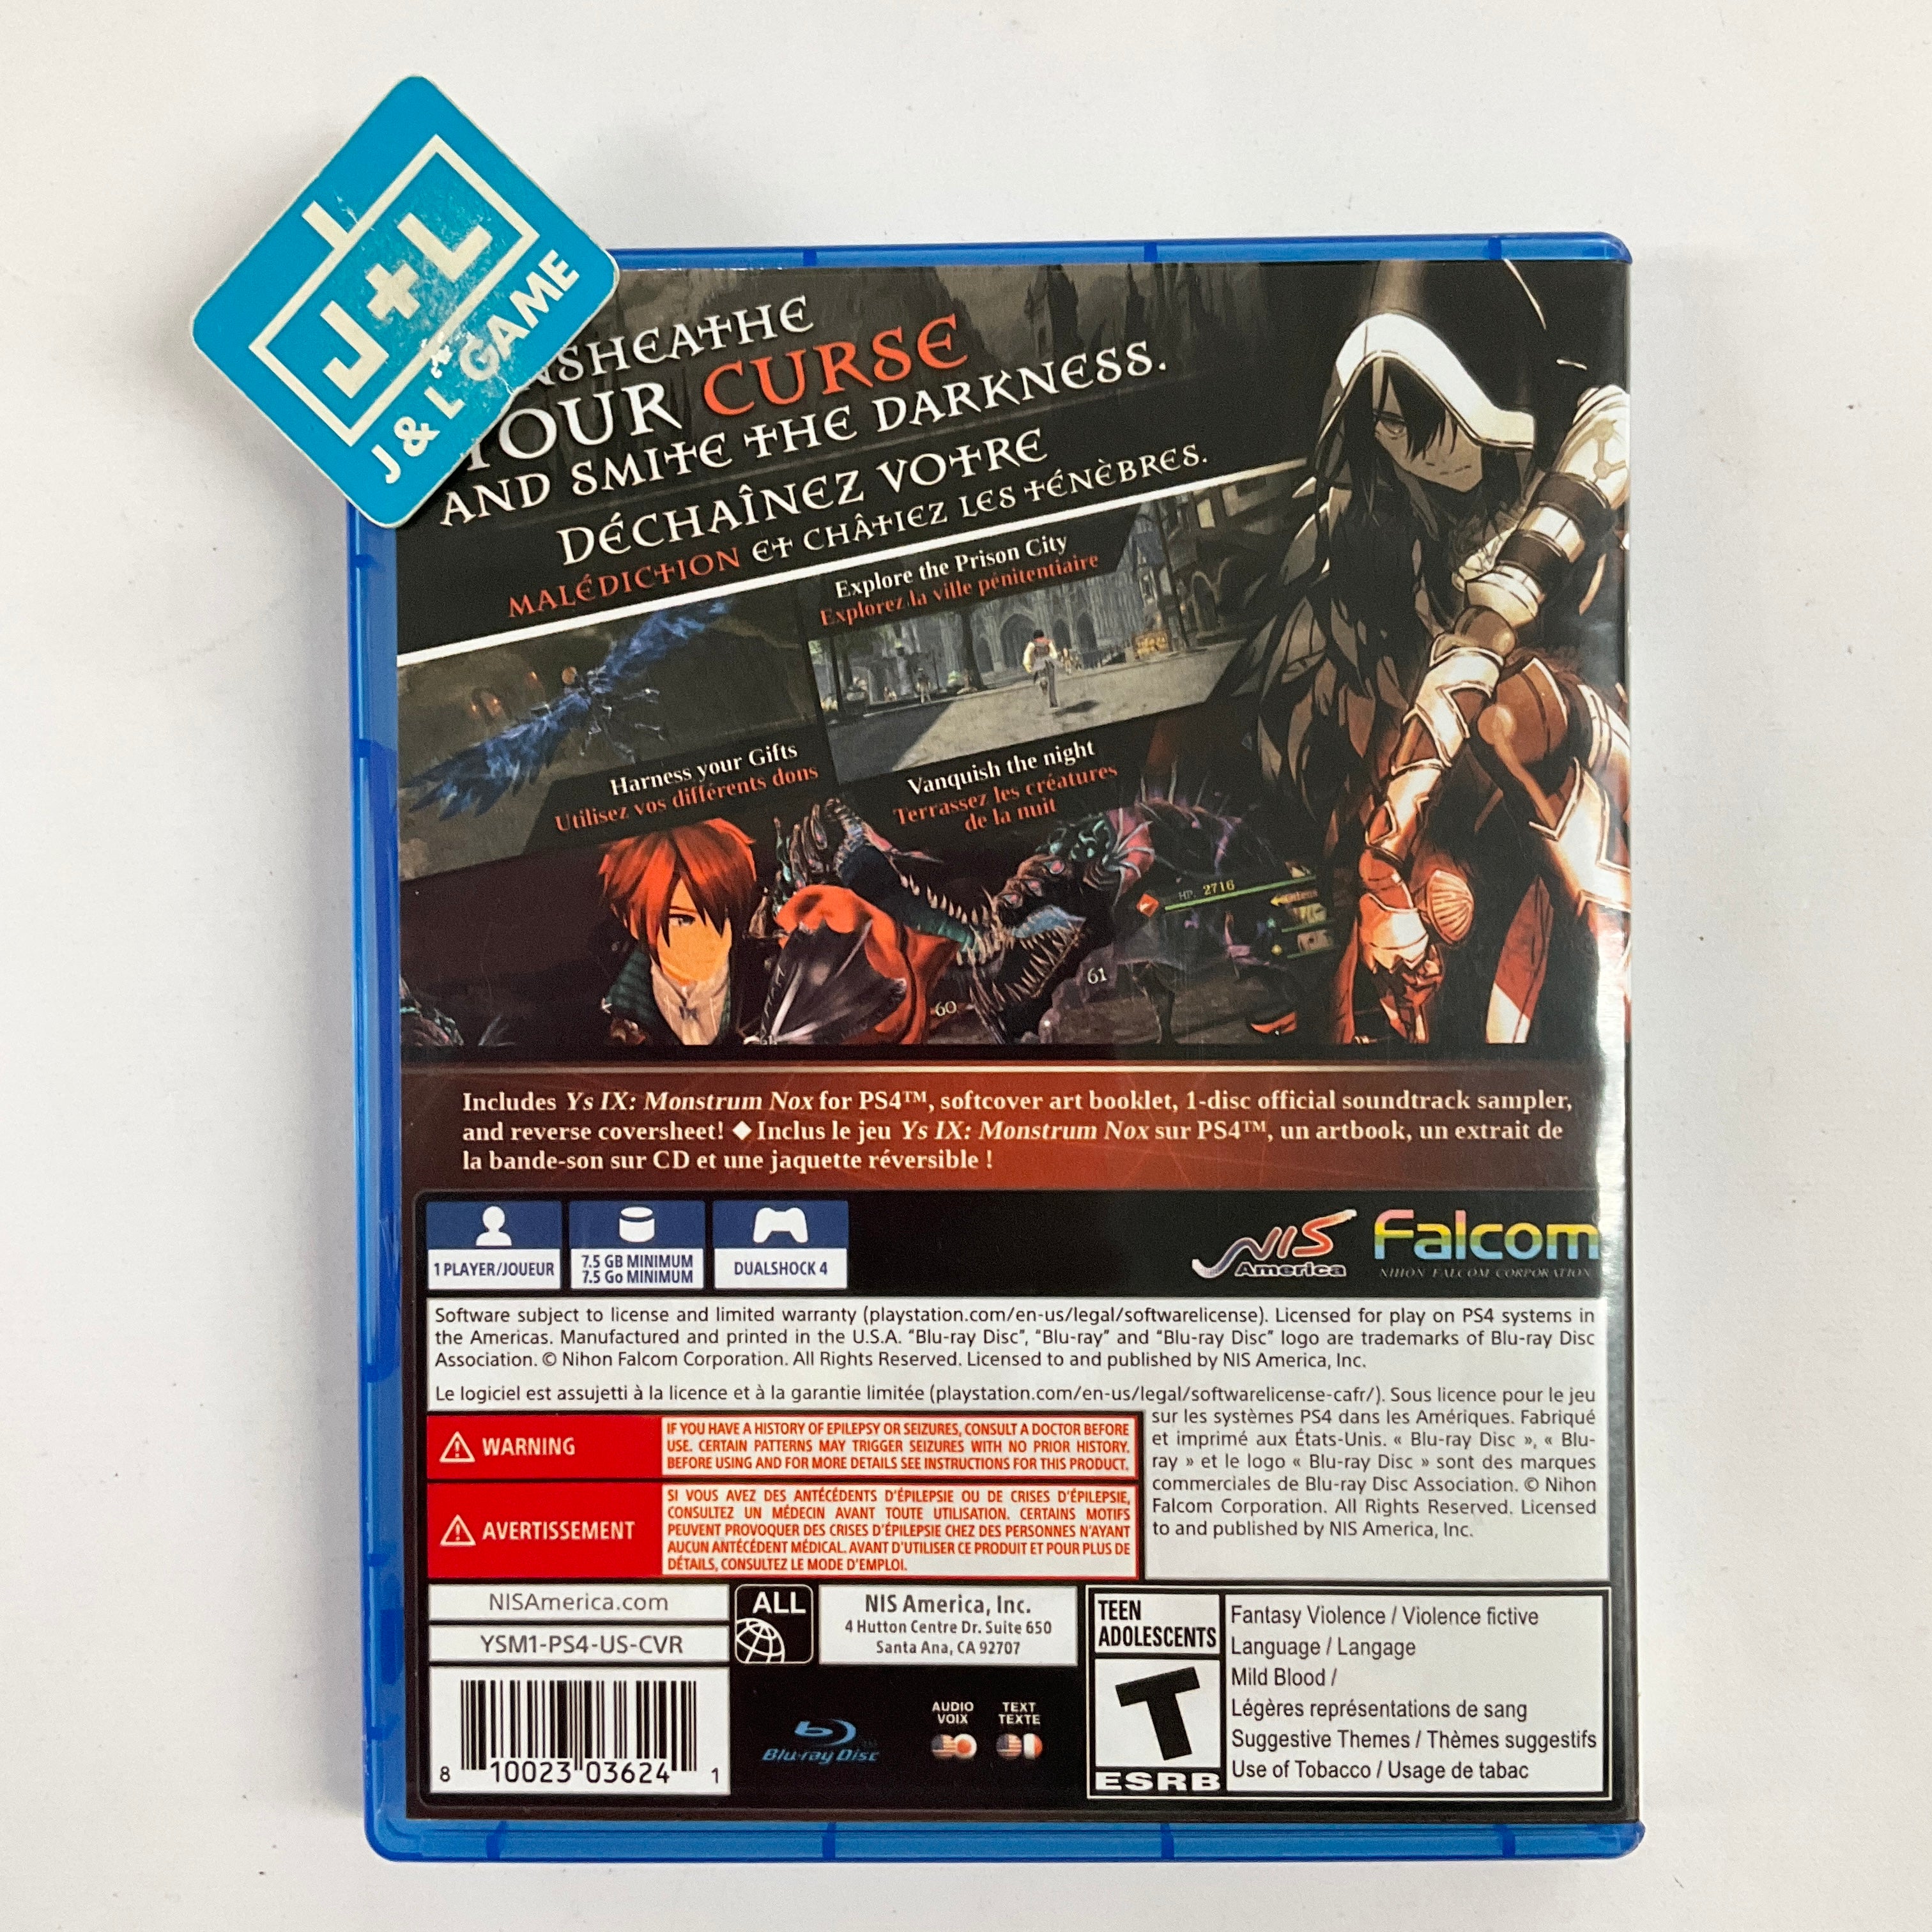 J+L
J & L GAME
YOUR CURSE
AND SMITE THE DARKNESS.
DÉCHAÎNEZ VOTRE
MALÉDICTION ET CHÂTIEZ LES TÉNÈBRES.
Explore the Prison City
Explorez la ville pénitentiaire
Harness your Gifts
Utilisez vos différents dons
Vanquish the night
Terrassez les créatures
de la nuit
HP 2716
61
60
Includes Ys IX: Monstrum Nox for PS4™, softcover art booklet, 1-disc official soundtrack sampler,
and reverse coversheet! ◆ Inclus le jeu Ys IX: Monstrum Nox sur PS4™, un artbook, un extrait de
la bande-son sur CD et une jaquette réversible !
1 PLAYER/JOUEUR
7.5 GB MINIMUM
7.5 Go MINIMUM
DUALSHOCK 4
NIS
America
Falcom
NIHON FALCOM CORPORATION
Software subject to license and limited warranty (playstation.com/en-us/legal/softwarelicense). Licensed for play on PS4 systems in
the Americas. Manufactured and printed in the U.S.A. “Blu-ray Disc”, “Blu-ray” and “Blu-ray Disc” logo are trademarks of Blu-ray Disc
Association. © Nihon Falcom Corporation. All Rights Reserved. Licensed to and published by NIS America, Inc.
Le logiciel est assujetti à la licence et à la garantie limitée (playstation.com/en-us/legal/softwarelicense-cafr/). Sous licence pour le jeu
sur les systèmes PS4 dans les Amériques. Fabriqué
et imprimé aux États-Unis. « Blu-ray Disc », « Blu-
ray » et le logo « Blu-ray Disc » sont des marques
commerciales de Blu-ray Disc Association. © Nihon
Falcom Corporation. All Rights Reserved. Licensed
to and published by NIS America, Inc.
WARNING
IF YOU HAVE A HISTORY OF EPILEPSY OR SEIZURES, CONSULT A DOCTOR BEFORE
USE. CERTAIN PATTERNS MAY TRIGGER SEIZURES WITH NO PRIOR HISTORY.
BEFORE USING AND FOR MORE DETAILS SEE INSTRUCTIONS FOR THIS PRODUCT.
AVERTISSEMENT
SI VOUS AVEZ DES ANTÉCÉDENTS D'ÉPILEPSIE OU DE CRISES D'ÉPILEPSIE,
CONSULTEZ UN MÉDECIN AVANT TOUTE UTILISATION. CERTAINS MOTIFS
PEUVENT PROVOQUER DES CRISES D'ÉPILEPSIE CHEZ DES PERSONNES N'AYANT
AUCUN ANTÉCÉDENT MÉDICAL. AVANT D'UTILISER CE PRODUIT ET POUR PLUS DE
DÉTAILS, CONSULTEZ LE MODE D'EMPLOI.
NISAmerica.com
YSM1-PS4-US-CVR
ALL
NIS America, Inc.
4 Hutton Centre Dr. Suite 650
Santa Ana, CA 92707
8 10023 03624 1
Blu-ray Disc
AUDIO
VOIX
TEXT
TEXTE
TEEN
ADOLESCENTS
T
ESRB
Fantasy Violence / Violence fictive
Language / Langage
Mild Blood /
Légères représentations de sang
Suggestive Themes / Thèmes suggestifs
Use of Tobacco / Usage de tabac